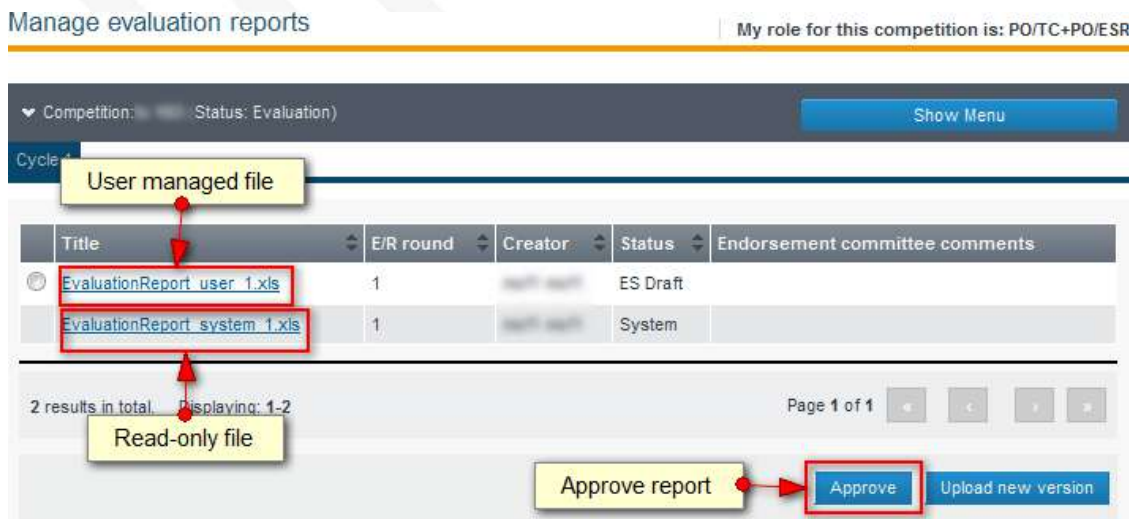 Manage evaluation reports
My role for this competition is: PO/TC+PO/ESR
Competition: Status: Evaluation)
Show Menu
User managed file
Title E/R round Creator Status Endorsement committee comments
EvaluationReport_user_1.xls 1 ES Draft
EvaluationReport_system_1.xls 1 System
2 results in total. Displaying: 1-2
Page 1 of 1 « ‹ › »
Read-only file
Approve report
Approve
Upload new version